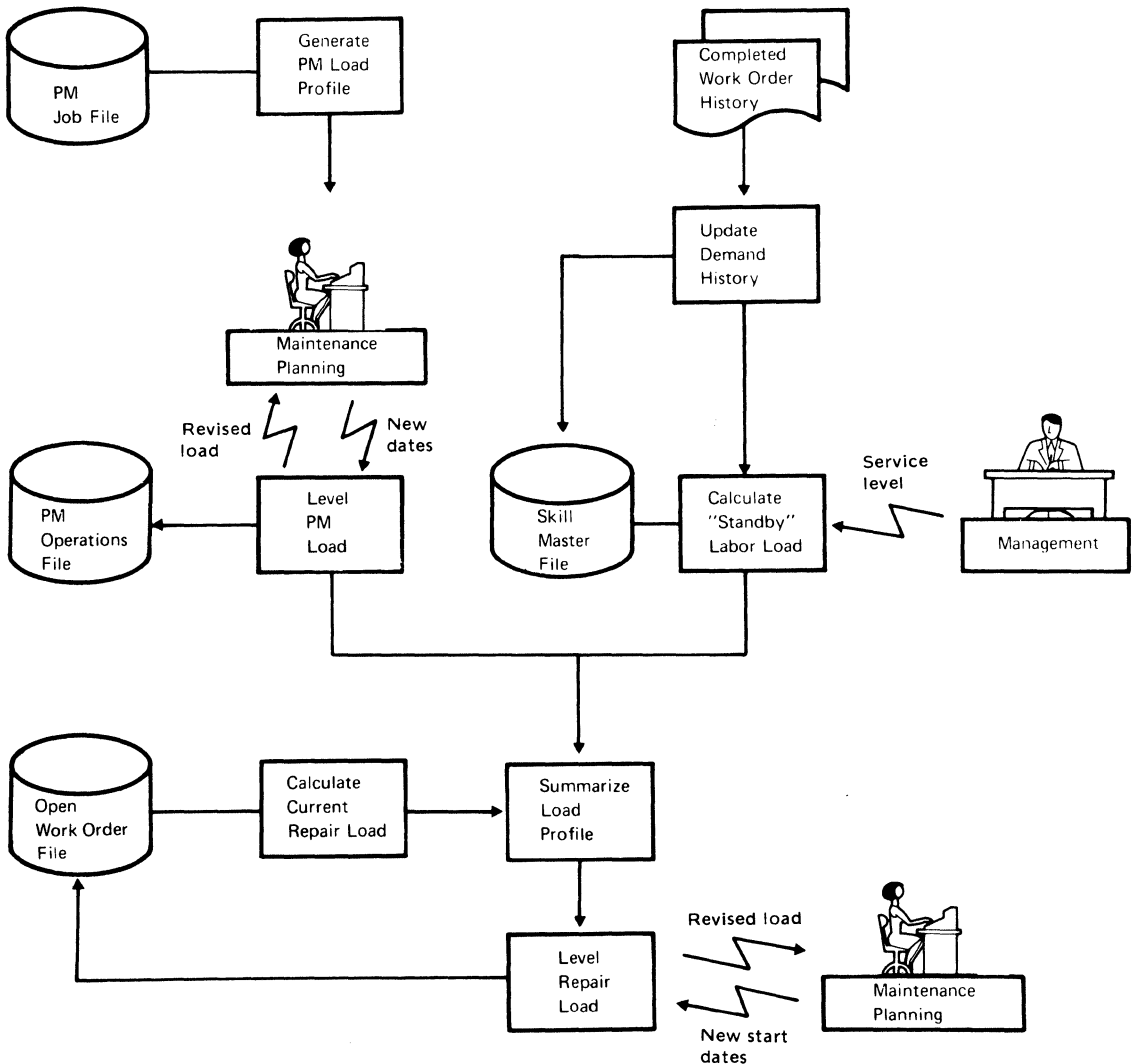 PM
Job File
Generate
PM Load
Profile
Completed
Work Order
History
Update
Demand
History
Maintenance
Planning
Revised
load
New
dates
PM
Operations
File
Level
PM
Load
Skill
Master
File
Calculate
"Standby"
Labor Load
Service
level
Management
Open
Work Order
File
Calculate
Current
Repair Load
Summarize
Load
Profile
Level
Repair
Load
Revised load
New start
dates
Maintenance
Planning